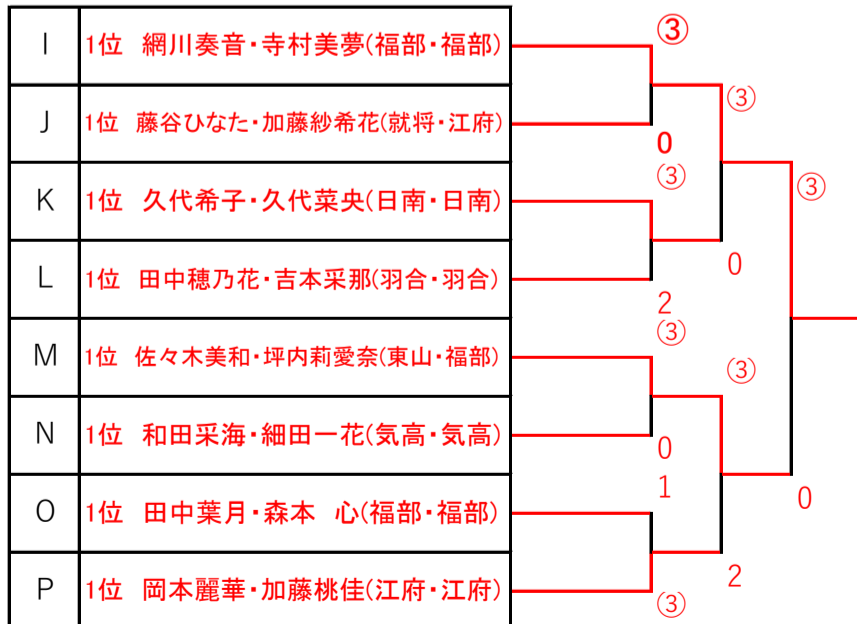 I 1位 網川奏音・寺村美夢(福部・福部)
③
③
J 1位 藤谷ひなた・加藤紗希花(就将・江府)
0
③
③
K 1位 久代希子・久代菜央(日南・日南)
0
L 1位 田中穂乃花・吉本采那(羽合・羽合)
2
③
M 1位 佐々木美和・坪内莉愛奈(東山・福部)
③
N 1位 和田采海・細田一花(気高・気高)
0
1
0
O 1位 田中葉月・森本 心(福部・福部)
2
P 1位 岡本麗華・加藤桃佳(江府・江府)
③